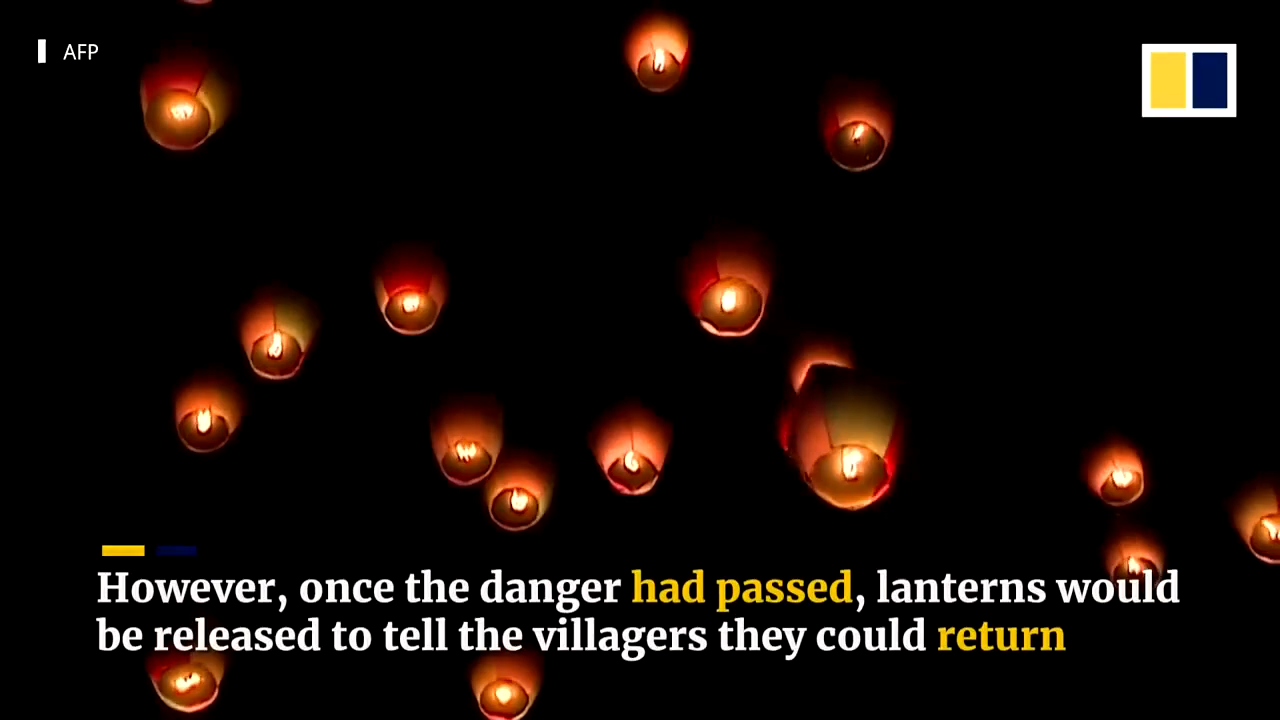 AFP
However, once the danger had passed, lanterns would
be released to tell the villagers they could return